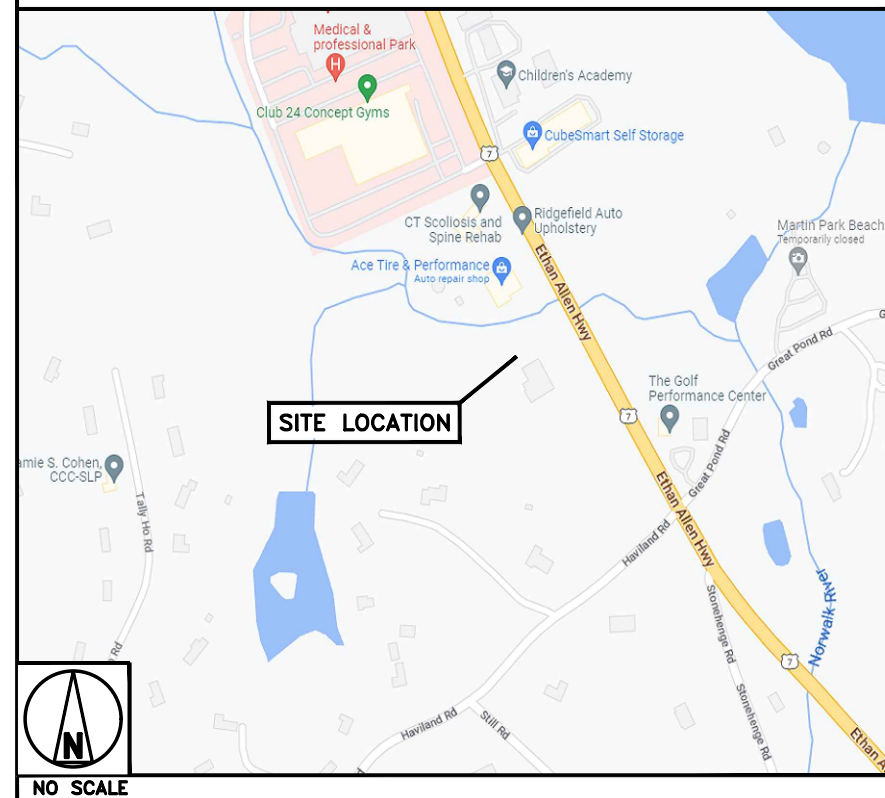 Medical &
professional Park
H
Club 24 Concept Gyms
Children's Academy
CubeSmart Self Storage
7
CT Scoliosis and
Spine Rehab
Ridgefield Auto
Upholstery
Martin Park Beach
Temporarily closed
Ace Tire & Performance
Auto repair shop
Ethan Allen Hwy
Great Pond Rd
G
SITE LOCATION
The Golf
Performance Center
7
Great Pond Rd
amie S. Cohen,
CCC-SLP
Tally Ho Rd
Ethan Allen Hwy
Haviland Rd
Stonehenge Rd
Norwalk River
7
Rd
Stonehenge Rd
Haviland Rd
Still Rd
Ethan A
N
NO SCALE